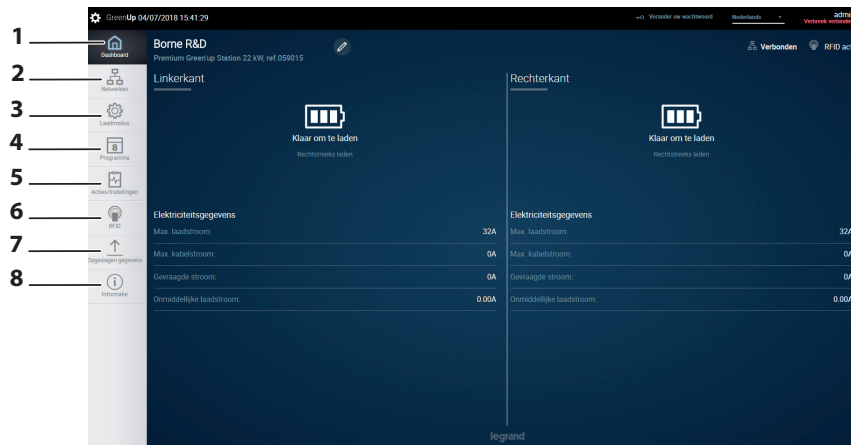 GreenUp 04/07/2018 15:41:29
Verander uw wachtwoord
Nederlands
admi
Verbreek verbinden
1
Dashboard
2
Netwerken
3
Laadmodus
4
8
Programma
5
Acties/Instellingen
6
RFID
7
Opgeslagen gegevens
8
Informatie
Borne R&D
Premium Green'up Station 22 kW, ref.059015
Verbonden
RFID act
Linkerkant
Klaar om te laden
Rechtstreeks laden
Elektriciteitsgegevens
Max. laadstroom: 32A
Max. kabelstroom: 0A
Gevraagde stroom: 0A
Onmiddellijke laadstroom: 0.00A
Rechterkant
Klaar om te laden
Rechtstreeks laden
Elektriciteitsgegevens
Max. laadstroom: 32A
Max. kabelstroom: 0A
Gevraagde stroom: 0A
Onmiddellijke laadstroom: 0.00A
legrand